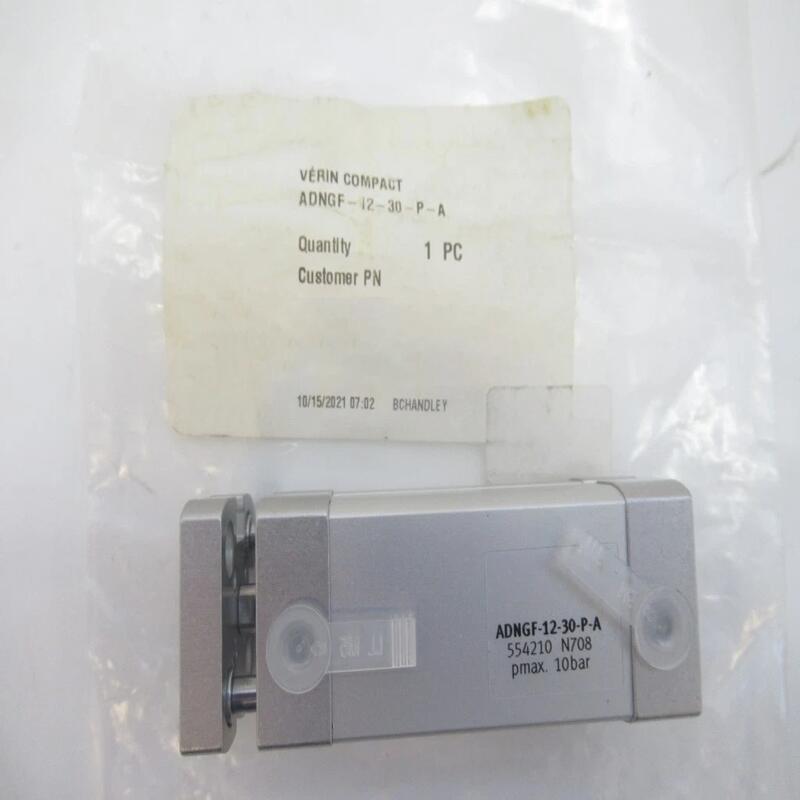 VÉRIN COMPACT
ADNGF-12-30-P-A
Quantity 1 PC
Customer PN
10/15/2021 07:02 BCHANDLEY
ADNGF-12-30-P-A
554210 N708
pmax. 10bar